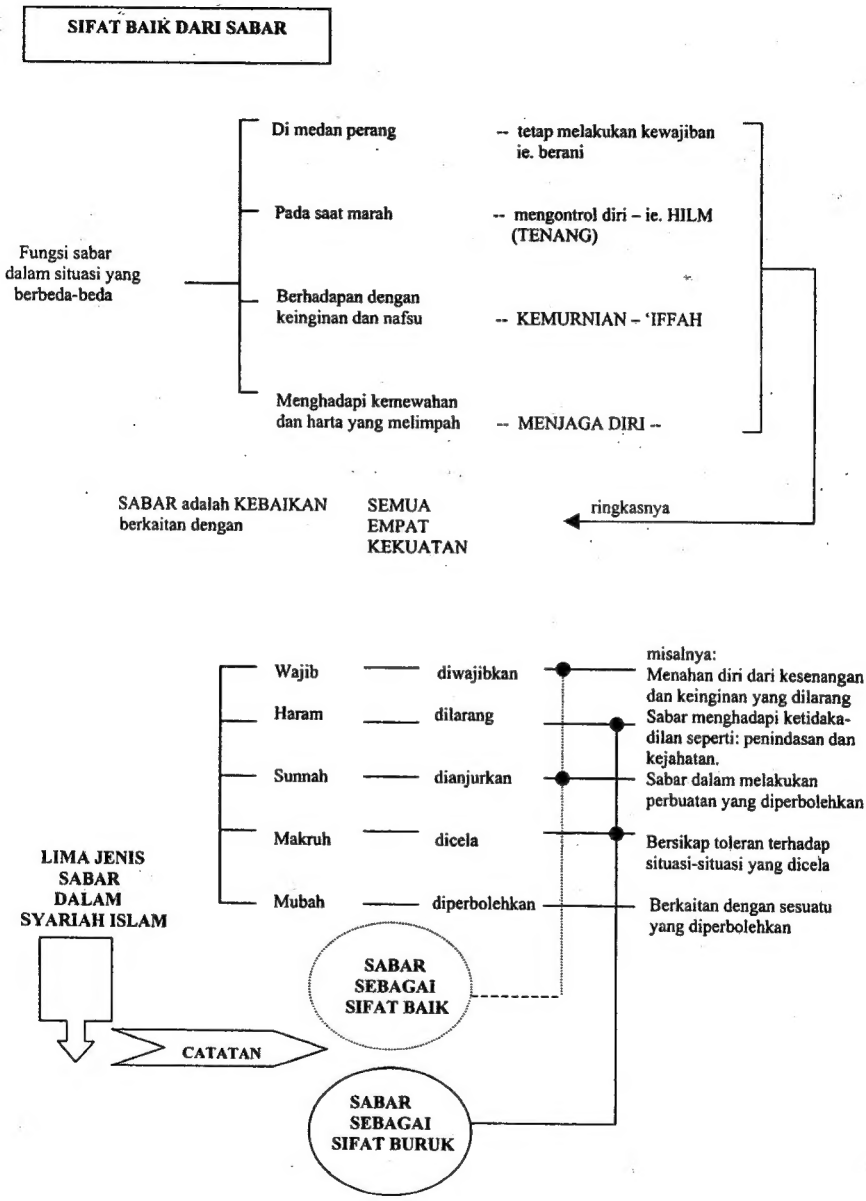 SIFAT BAIK DARI SABAR
Fungsi sabar
dalam situasi yang
berbeda-beda
Di medan perang
-- tetap melakukan kewajiban
ie. berani
Pada saat marah
-- mengontrol diri – ie. HILM
(TENANG)
Berhadapan dengan
keinginan dan nafsu
-- KEMURNIAN – ‘IFFAH
Menghadapi kemewahan
dan harta yang melimpah
-- MENJAGA DIRI --
SABAR adalah KEBAIKAN
berkaitan dengan
SEMUA
EMPAT
KEKUATAN
ringkasnya
LIMA JENIS
SABAR
DALAM
SYARIAH ISLAM
Wajib
diwajibkan
misalnya:
Menahan diri dari kesenangan
dan keinginan yang dilarang
Haram
dilarang
Sabar menghadapi ketidaka-
dilan seperti: penindasan dan
kejahatan.
Sunnah
dianjurkan
Sabar dalam melakukan
perbuatan yang diperbolehkan
Makruh
dicela
Bersikap toleran terhadap
situasi-situasi yang dicela
Mubah
diperbolehkan
Berkaitan dengan sesuatu
yang diperbolehkan
CATATAN
SABAR
SEBAGAI
SIFAT BAIK
SABAR
SEBAGAI
SIFAT BURUK